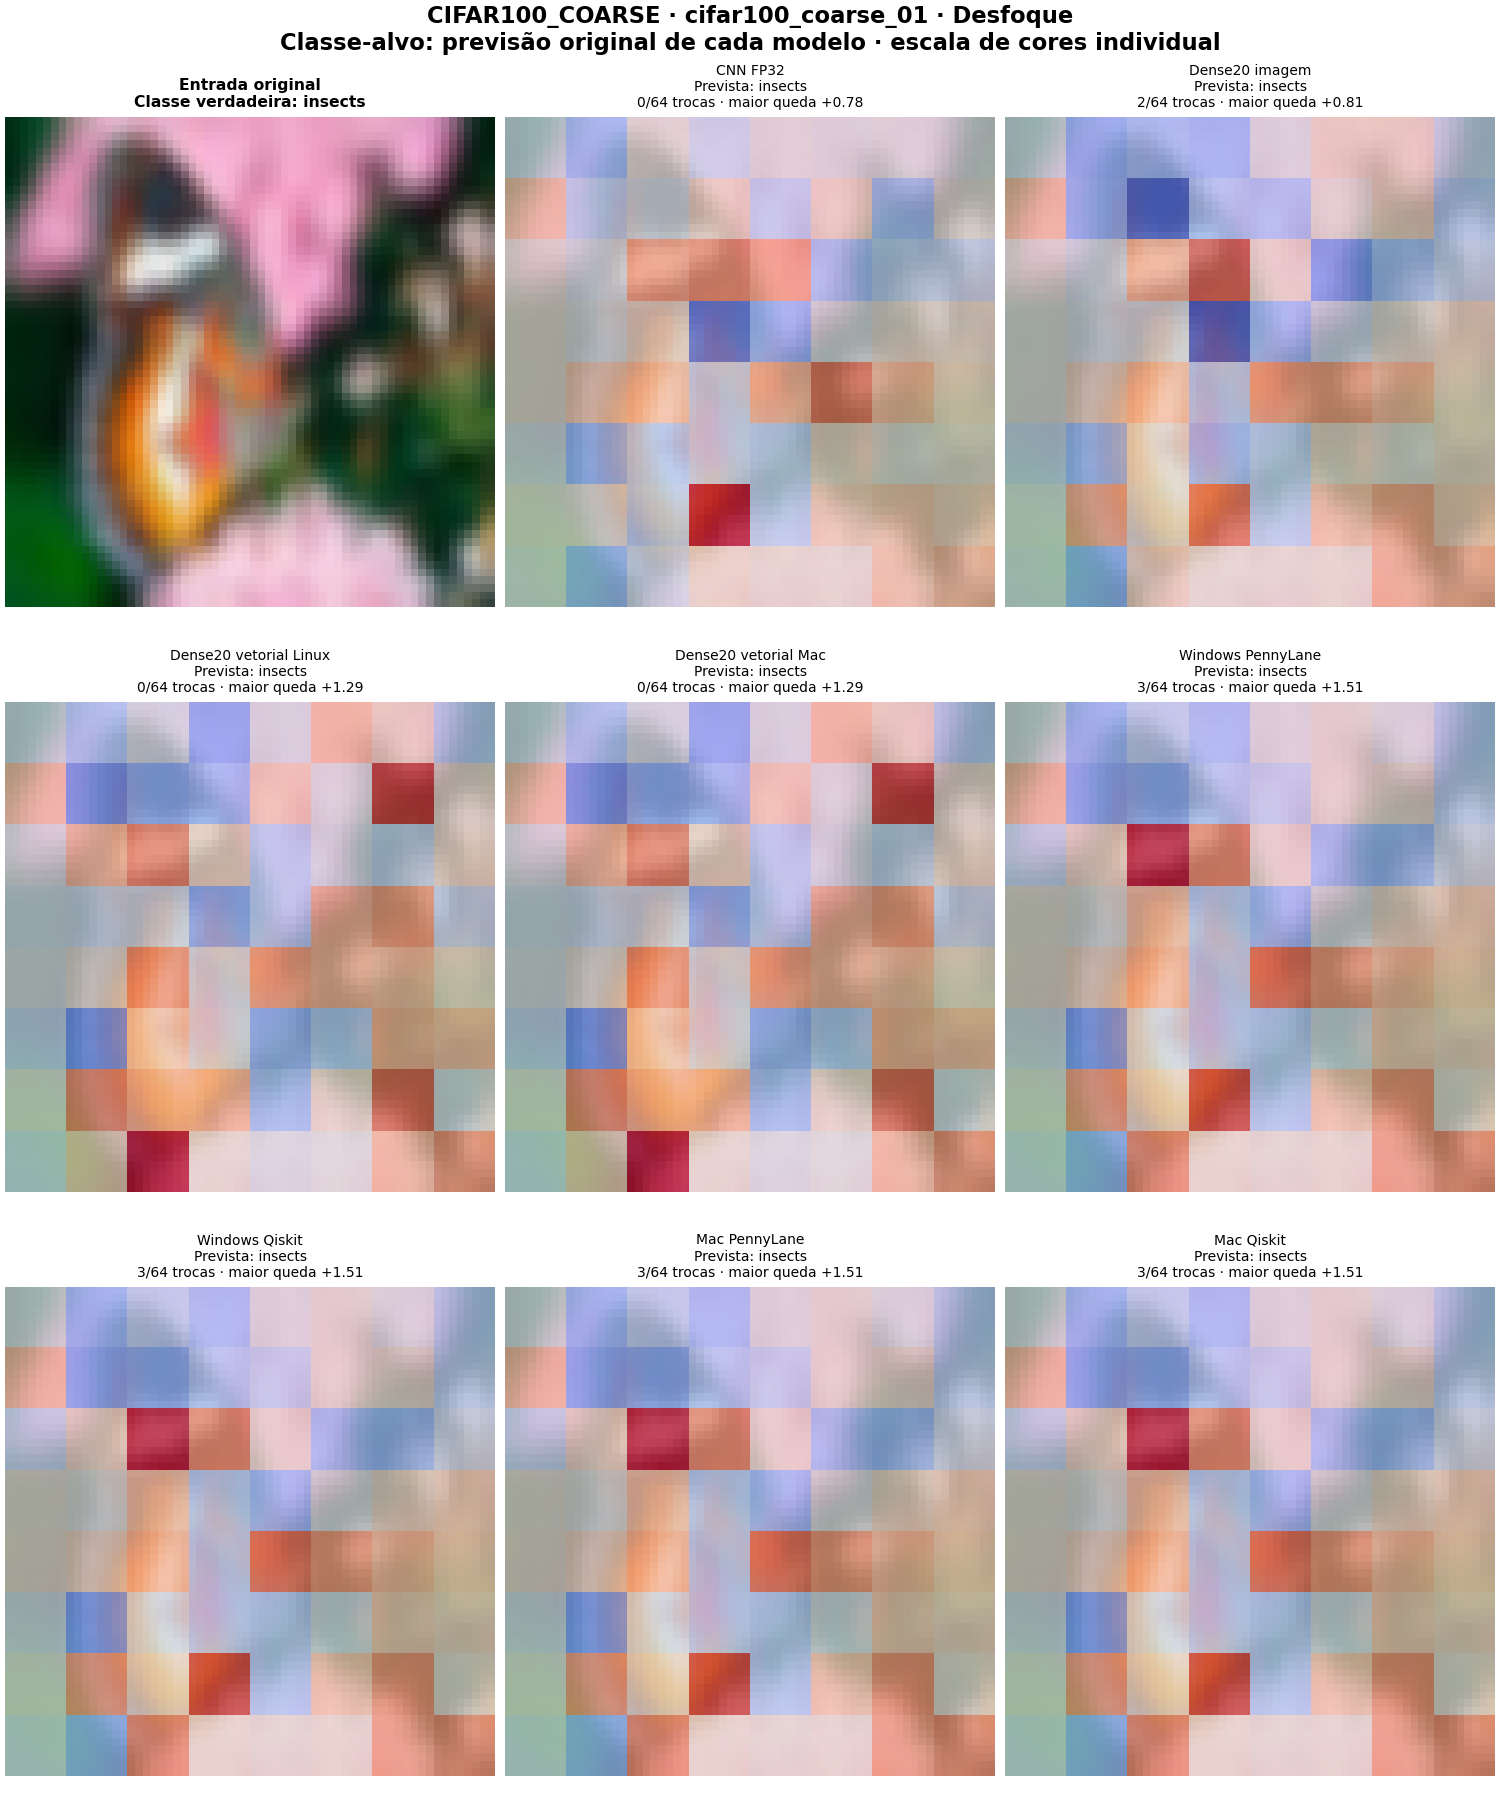 CIFAR100_COARSE · cifar100_coarse_01 · Desfoque
Classe-alvo: previsão original de cada modelo · escala de cores individual
Entrada original
Classe verdadeira: insects
CNN FP32
Prevista: insects
0/64 trocas · maior queda +0.78
Dense20 imagem
Prevista: insects
2/64 trocas · maior queda +0.81
Dense20 vetorial Linux
Prevista: insects
0/64 trocas · maior queda +1.29
Dense20 vetorial Mac
Prevista: insects
0/64 trocas · maior queda +1.29
Windows PennyLane
Prevista: insects
3/64 trocas · maior queda +1.51
Windows Qiskit
Prevista: insects
3/64 trocas · maior queda +1.51
Mac PennyLane
Prevista: insects
3/64 trocas · maior queda +1.51
Mac Qiskit
Prevista: insects
3/64 trocas · maior queda +1.51